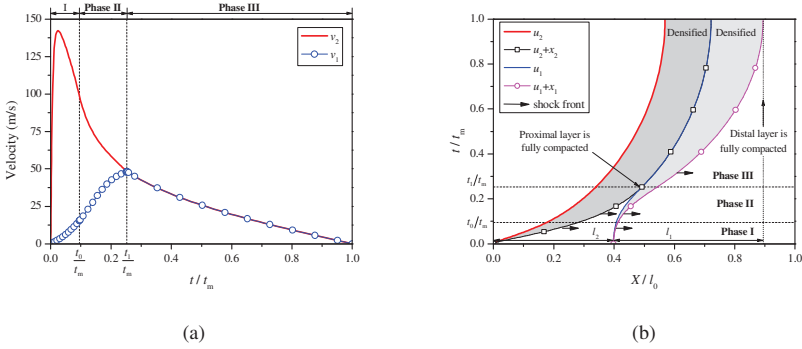 I Phase II Phase III
150
125
100
75
50
25
0
Velocity (m/s)
v2
v1
0.0 t0/tm 0.2 t1/tm 0.4 0.6 0.8 1.0
t / tm
(a)
1.0
0.8
0.6
0.4
0.2
0.0
t / tm
t1/tm
t0/tm
u2
u2+x2
u1
u1+x1
shock front
Densified
Densified
Proximal layer is
fully compacted
Distal layer is
fully compacted
Phase III
Phase II
Phase I
l2
l1
0.0 0.2 0.4 0.6 0.8 1.0
X / l0
(b)